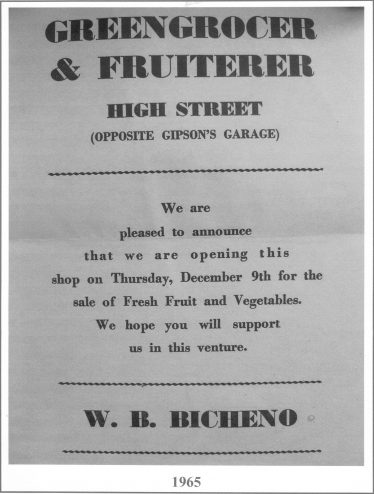 GREENGROCER
& FRUITERER
HIGH STREET
(OPPOSITE GIPSON'S GARAGE)
We are
pleased to announce
that we are opening this
shop on Thursday, December 9th for the
sale of Fresh Fruit and Vegetables.
We hope you will support
us in this venture.
W. B. BICHENO
1965